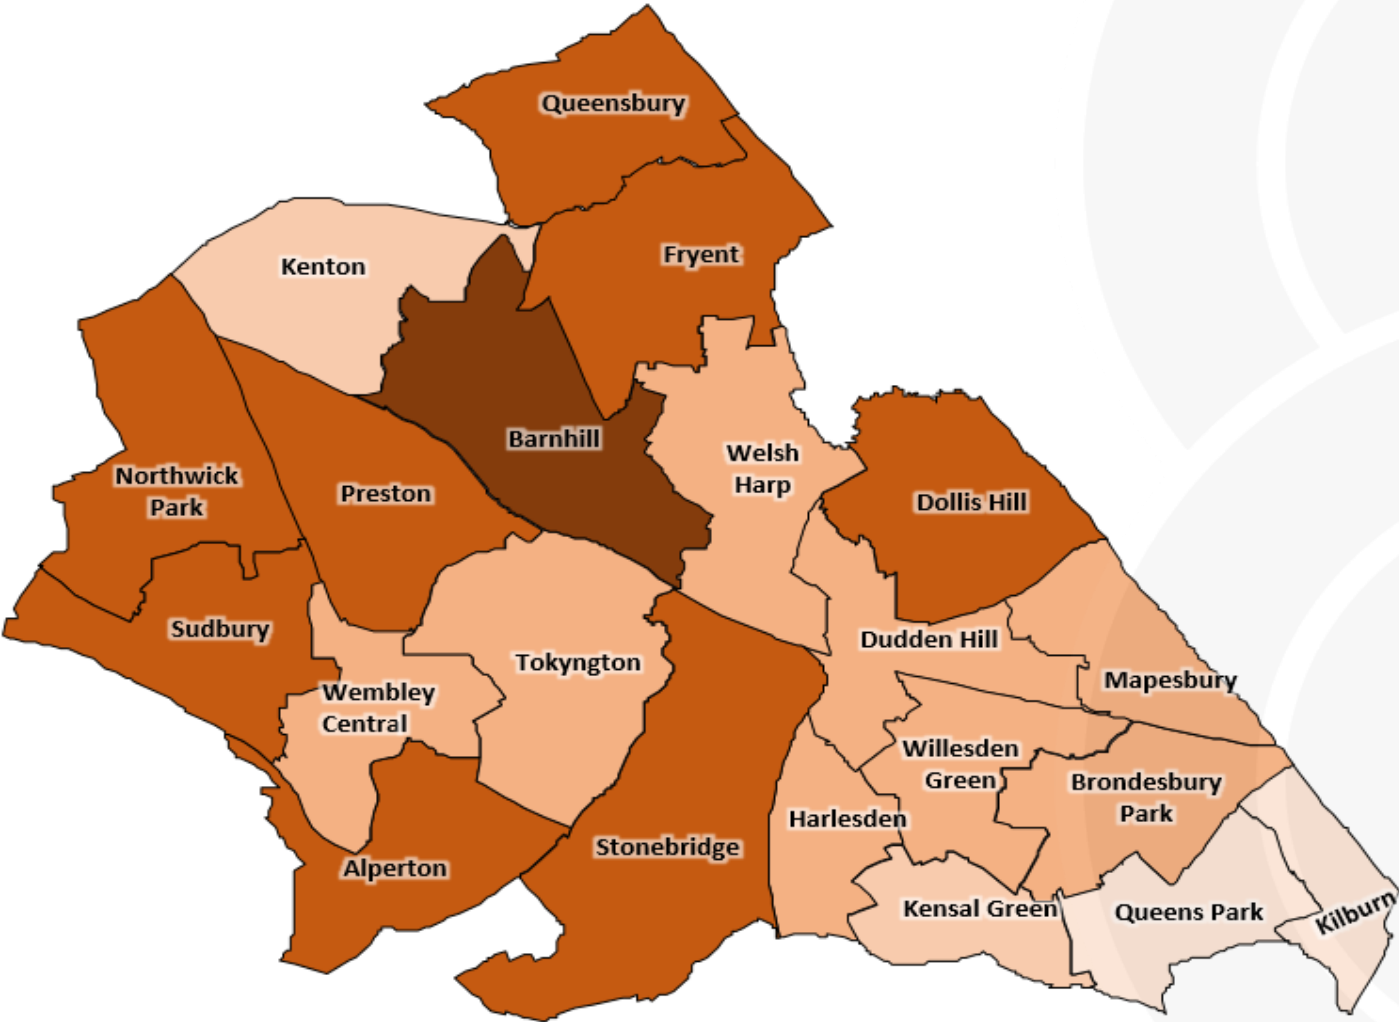 Queensbury
Fryent
Kenton
Barnhill
Northwick
Park
Preston
Welsh
Harp
Dollis Hill
Sudbury
Tokyngton
Dudden Hill
Mapesbury
Wembley
Central
Willesden
Green
Brondesbury
Park
Harlesden
Stonebridge
Alperton
Kensal Green
Queens Park
Kilburn